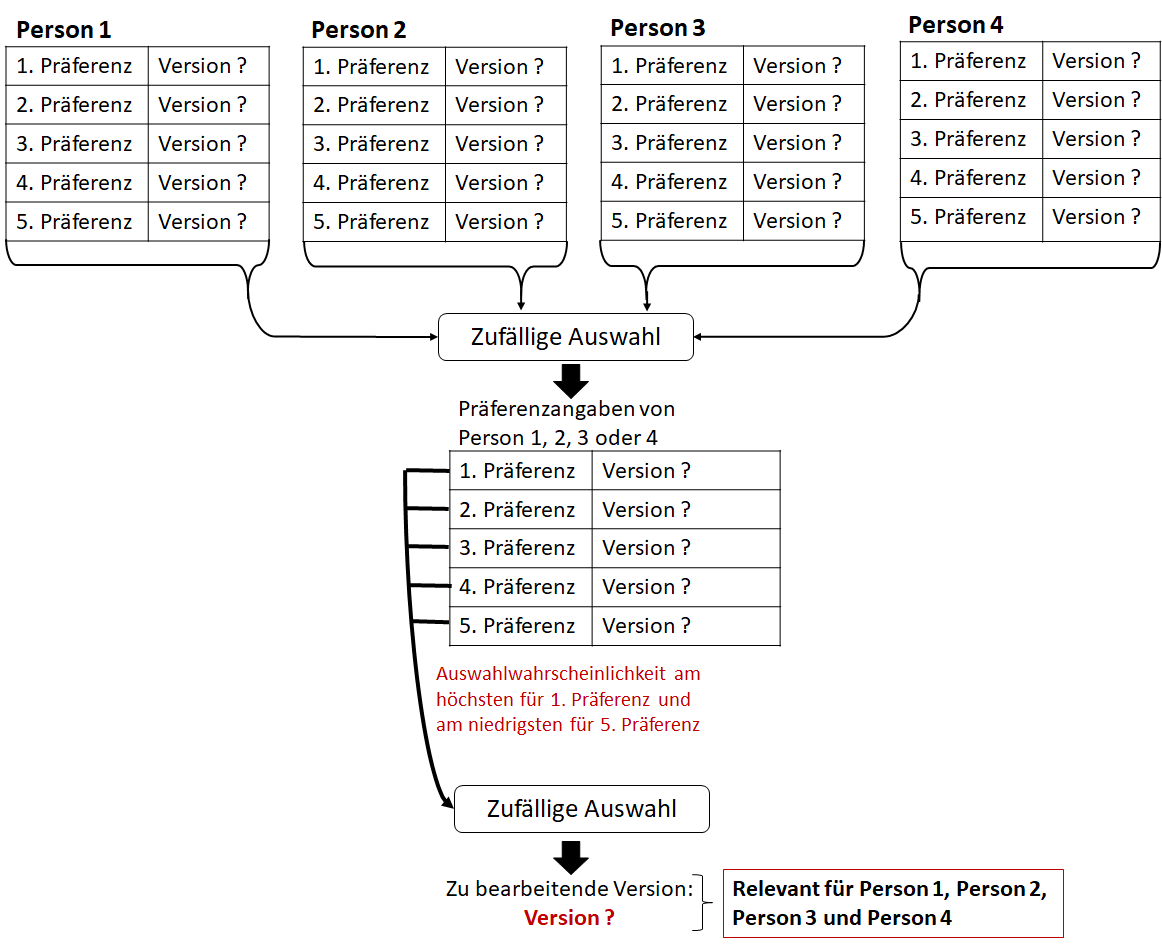 Person 1
1. Präferenz Version ?
2. Präferenz Version ?
3. Präferenz Version ?
4. Präferenz Version ?
5. Präferenz Version ?
Person 2
1. Präferenz Version ?
2. Präferenz Version ?
3. Präferenz Version ?
4. Präferenz Version ?
5. Präferenz Version ?
Person 3
1. Präferenz Version ?
2. Präferenz Version ?
3. Präferenz Version ?
4. Präferenz Version ?
5. Präferenz Version ?
Person 4
1. Präferenz Version ?
2. Präferenz Version ?
3. Präferenz Version ?
4. Präferenz Version ?
5. Präferenz Version ?
Zufällige Auswahl
Präferenzangaben von
Person 1, 2, 3 oder 4
1. Präferenz Version ?
2. Präferenz Version ?
3. Präferenz Version ?
4. Präferenz Version ?
5. Präferenz Version ?
Auswahlwahrscheinlichkeit am
höchsten für 1. Präferenz und
am niedrigsten für 5. Präferenz
Zufällige Auswahl
Zu bearbeitende Version:
Version ?
Relevant für Person 1, Person 2,
Person 3 und Person 4